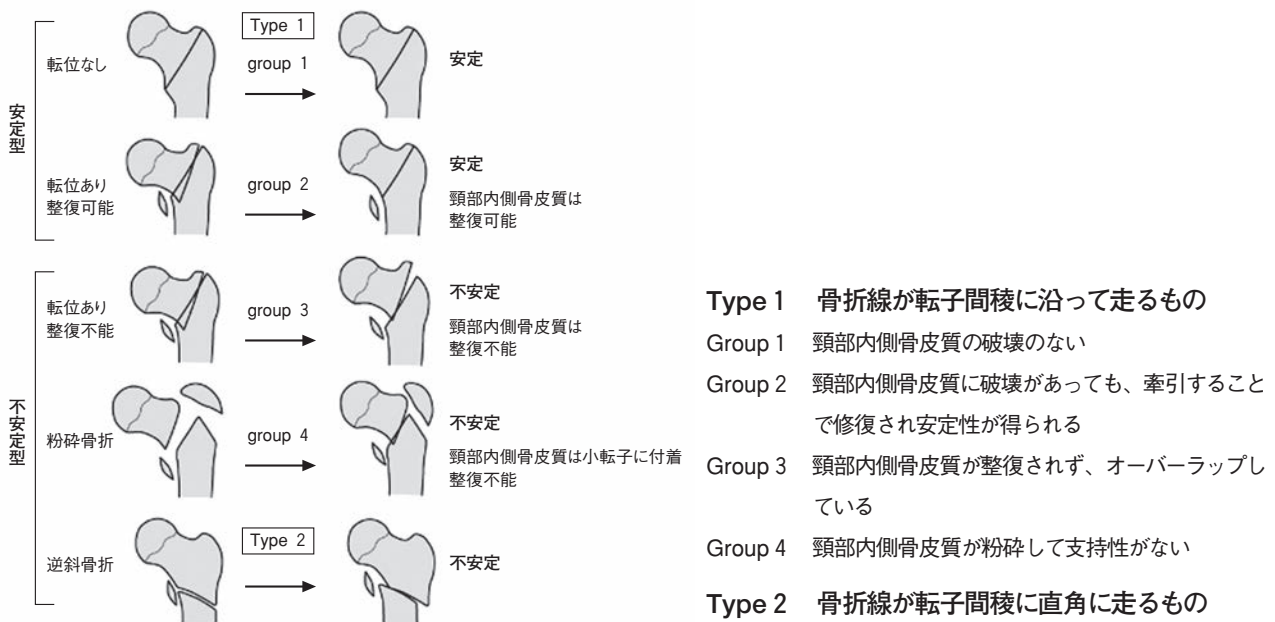 安定型
転位なし
Type 1
group 1
安定
転位あり
整復可能
group 2
安定
頸部内側骨皮質は
整復可能
不安定型
転位あり
整復不能
group 3
不安定
頸部内側骨皮質は
整復不能
粉砕骨折
group 4
不安定
頸部内側骨皮質は小転子に付着
整復不能
逆斜骨折
Type 2
不安定
Type 1 骨折線が転子間稜に沿って走るもの
Group 1 頸部内側骨皮質の破壊のない
Group 2 頸部内側骨皮質に破壊があっても、牽引すること
で修復され安定性が得られる
Group 3 頸部内側骨皮質が整復されず、オーバーラップし
ている
Group 4 頸部内側骨皮質が粉砕して支持性がない
Type 2 骨折線が転子間稜に直角に走るもの